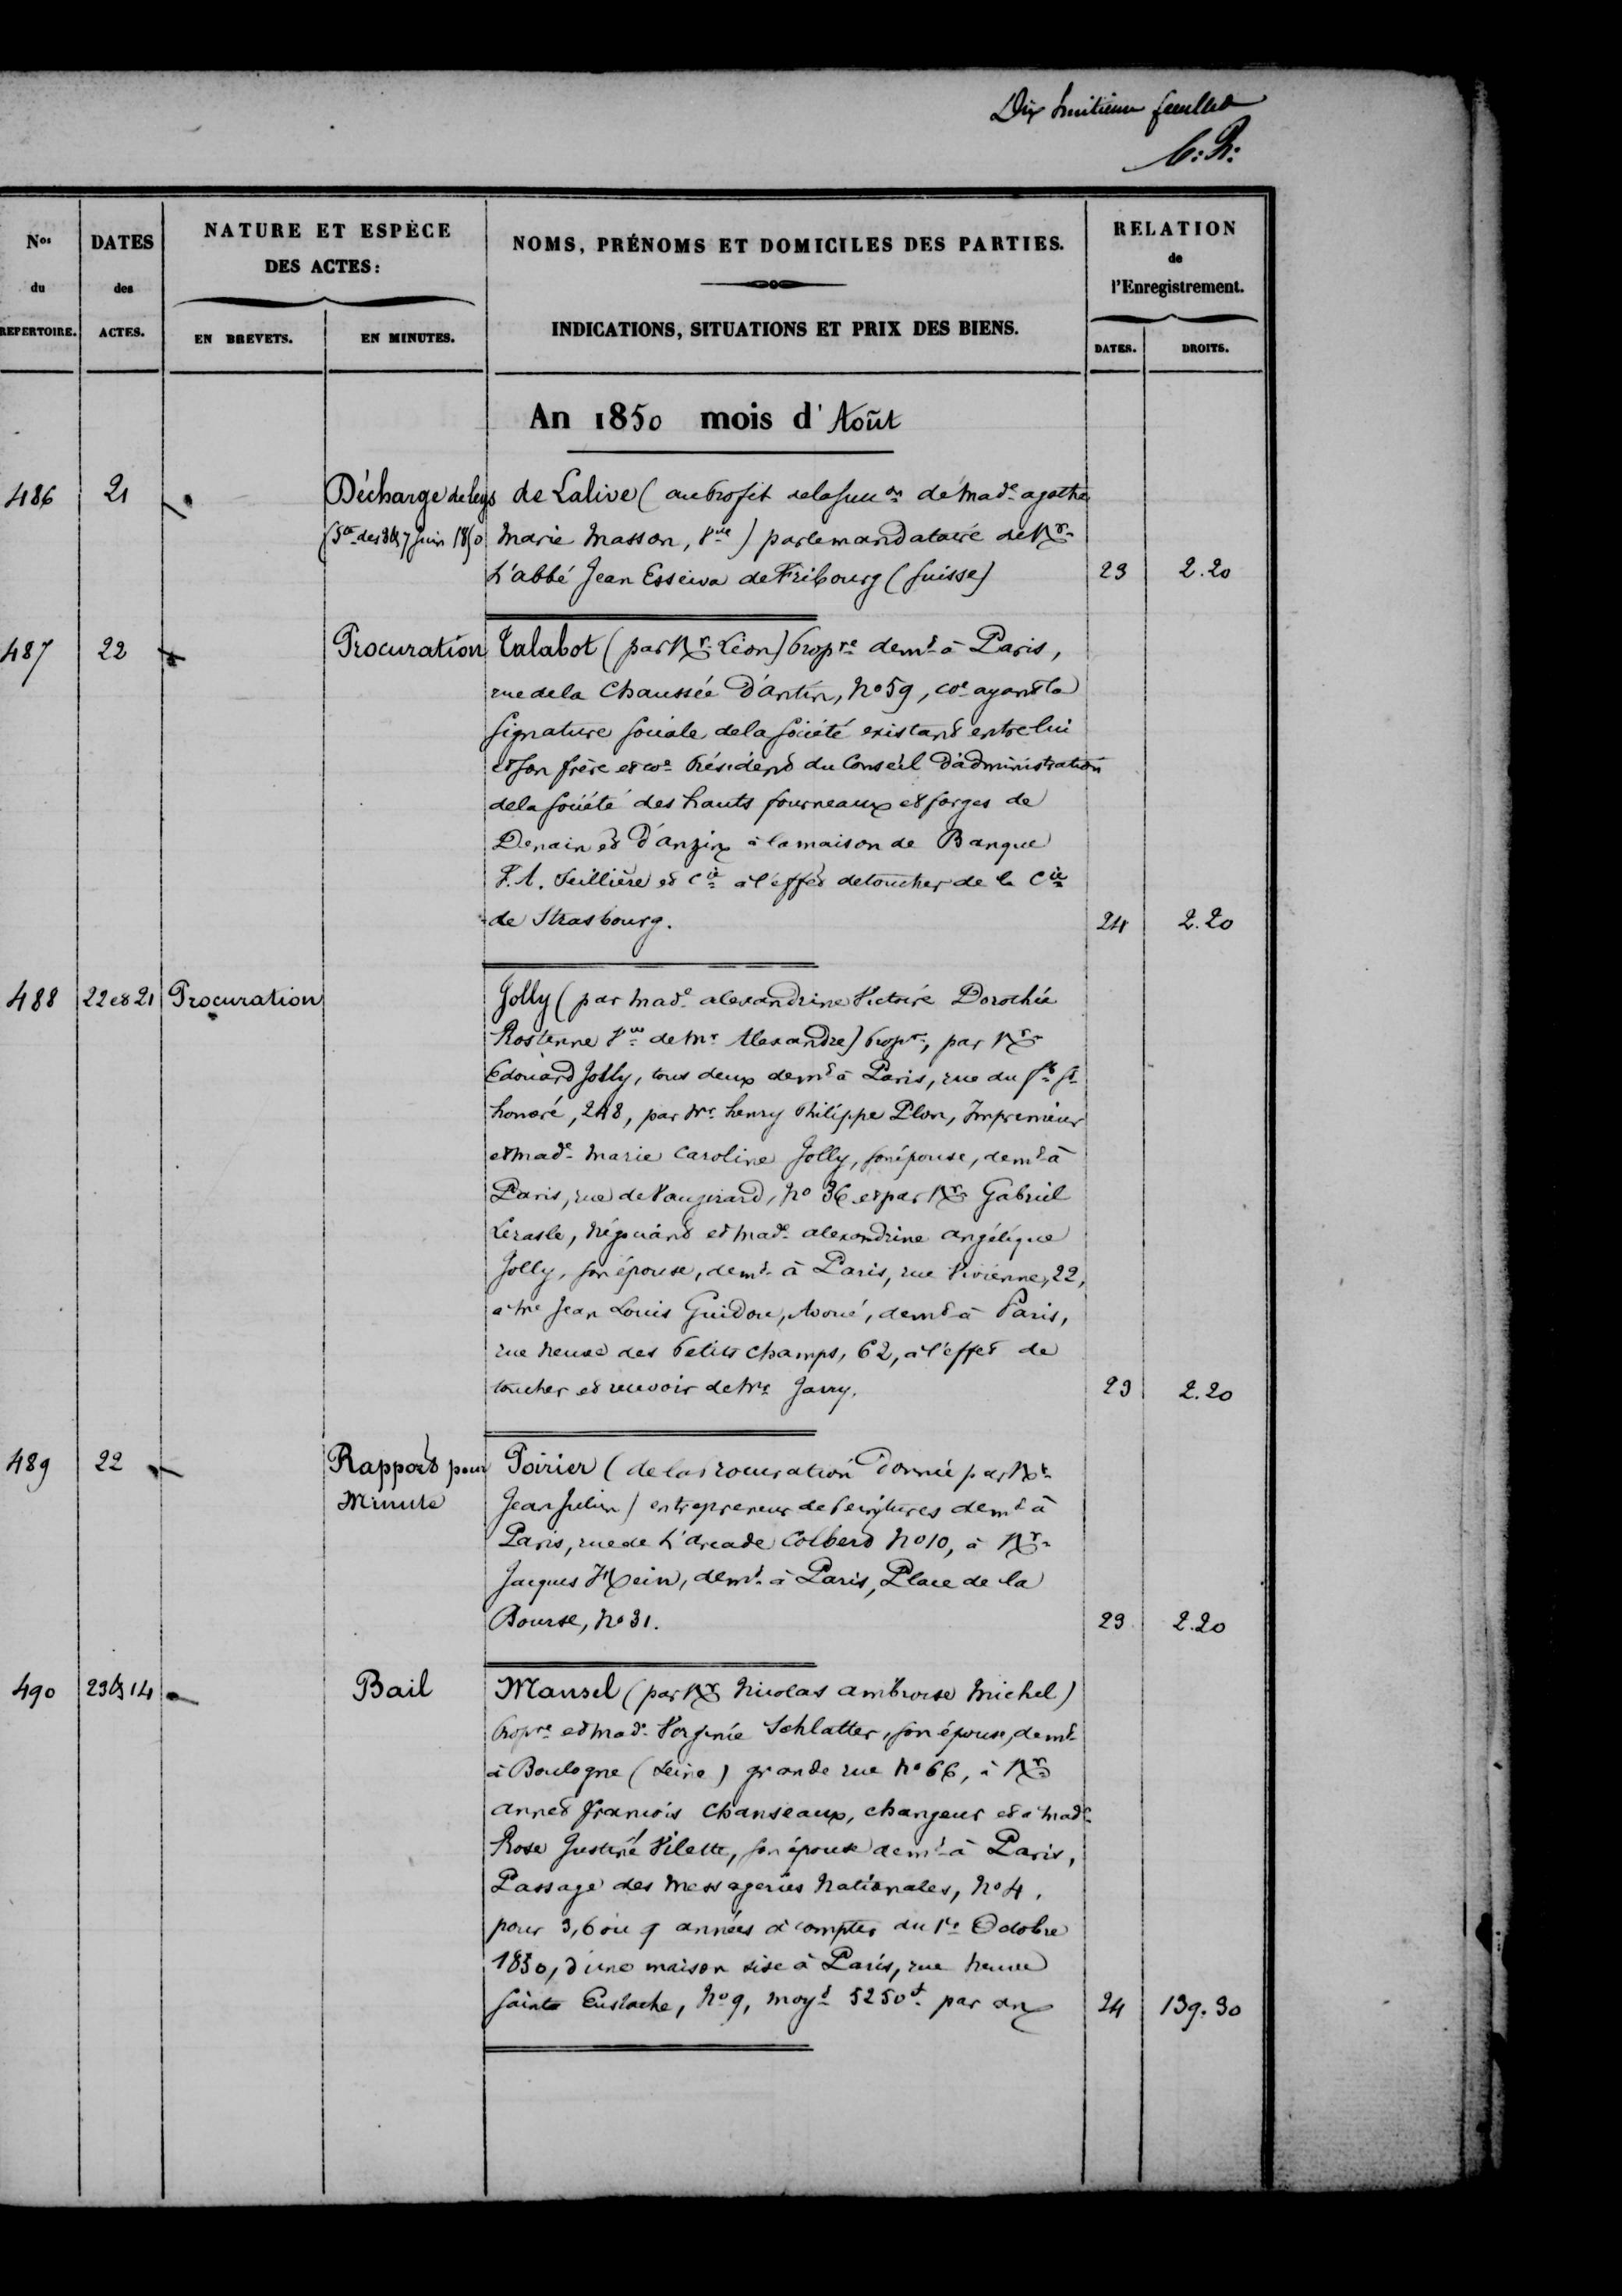 Dix huitième feuillet
Nos
du
REPERTOIRE.
DATES
des
ACTES.
NATURE ET ESPÈCE
DES ACTES:
EN BREVETS.
EN MINUTES.
NOMS, PRÉNOMS ET DOMICILES DES PARTIES.
INDICATIONS, SITUATIONS ET PRIX DES BIENS.
RELATION
de
l'Enregistrement.
DATES.
DROITS.
An 1850 mois d'Août
486 21 Décharge de legs de Lalive (au profit de la succon de Made agathe
7 Juin 1850 Marie Masson, Vve) par le mandataire de Mr
L'abbé Jean Esseiva de Fribourg (Suisse) 23 2.20
487 22 Procuration Talabot (par Mr Léon) propre demt à Paris,
rue de la Chaussée D'antin, No 59, coe ayant la
signature sociale de la société existant entre lui
et son frère et coe Président du Conseil D'administration
de la société des hauts fourneaux et forges de
Denain et D'anzin à la maison de Banque
F. A. Seillière et Cie à l'effet de toucher de la Cie
de Strasbourg. 24 2.20
488 22 et 21 Procuration Jolly (par Made alexandrine Victoire Dorothée
Rostenne Vve de Mr Alexandre) propre, par Mr
Edouard Jolly, tous deux demt à Paris, rue du fg St
honoré, 248, par Mr henry Philippe Plon, Imprimeur
et Made Marie Caroline Jolly, son épouse, demt à
Paris, rue de Vaugirard, No 36 et par Mr Gabriel
Lerasle, Négociant et Made alexandrine angélique
Jolly, son épouse, demt à Paris, rue Vivienne, 22,
à Me Jean Louis Guidou, Avoué, demt à Paris,
rue neuve des Petits champs, 62, à l'effet de
toucher et recevoir de Me Jarry. 23 2.20
489 22 Rapport pour Poirier (de la Procuration Donnée par Mr
Minute Jean Julien) entrepreneur de Peintures demt à
Paris, rue de L'arcade Colbert No 10, à Mr
Jacques demt à Paris, Place de la
Bourse, No 31. 23 2.20
490 23 & 14 Bail Mansel (par Mr Nicolas ambroise Michel)
propre et Made Virginie Schlatter, son épouse, demt
à Boulogne (Seine) grande rue No 66, à Mr
annet françois Chanseaux, changeur et à Made
Rose Justine Vilette, son épouse demt à Paris,
Passage des Messageries Nationales, No 4,
pour 3, 6 ou 9 années à compter du 1er Octobre
1850, d'une maison sise à Paris, rue neuve
Sainte Eustache, No 9, moyt 5250f par an 24 139.30